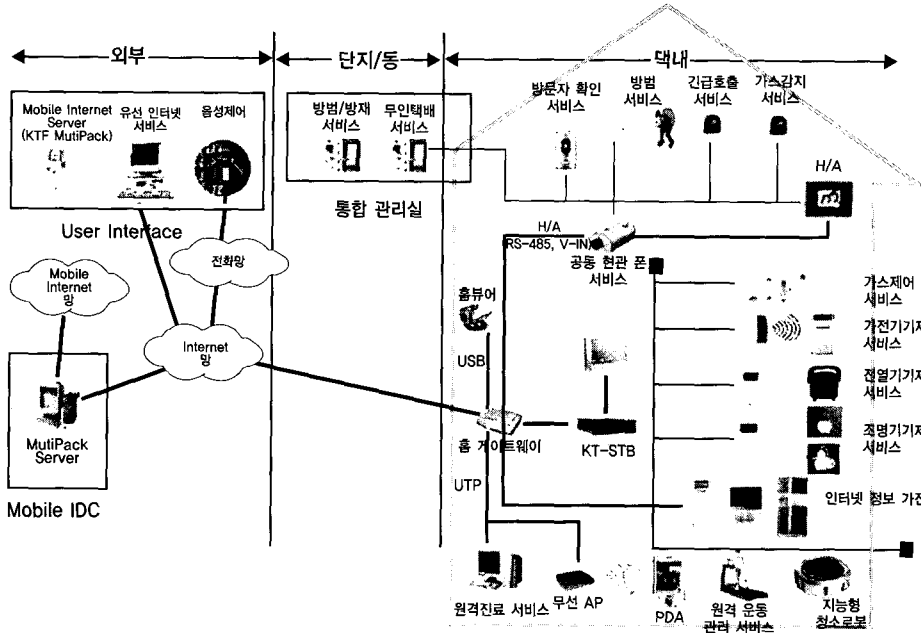 외부
단지/동
댁내
Mobile Internet
Server
(KTF MutiPack)
유선 인터넷
서비스
음성제어
User Interface
방범/방재
서비스
무인택배
서비스
통합 관리실
방문자 확인
서비스
방범
서비스
긴급호출
서비스
가스감지
서비스
H/A
H/A
(RS-485, V-IN)
공동 현관 폰
서비스
전화망
Mobile
Internet
망
Internet
망
MutiPack
Server
Mobile IDC
홈뷰어
USB
홈 게이트웨이
KT-STB
UTP
가스제어
서비스
가전기기제
서비스
전열기기제
서비스
조명기기제
서비스
인터넷 정보 가전
원격진료 서비스
무선 AP
PDA
원격 운동
관리 서비스
지능형
청소로봇